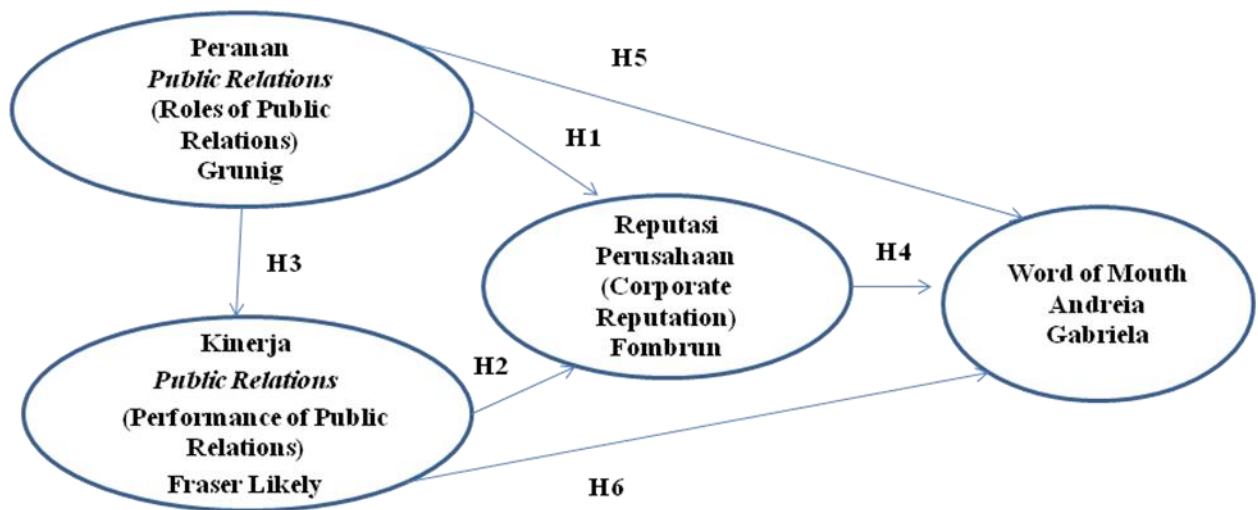 Peranan
Public Relations
(Roles of Public
Relations)
Grunig
H5
H1
H3
Reputasi
Perusahaan
(Corporate
Reputation)
Fombrun
H4
Word of Mouth
Andreia
Gabriela
Kinerja
Public Relations
(Performance of Public
Relations)
Fraser Likely
H2
H6